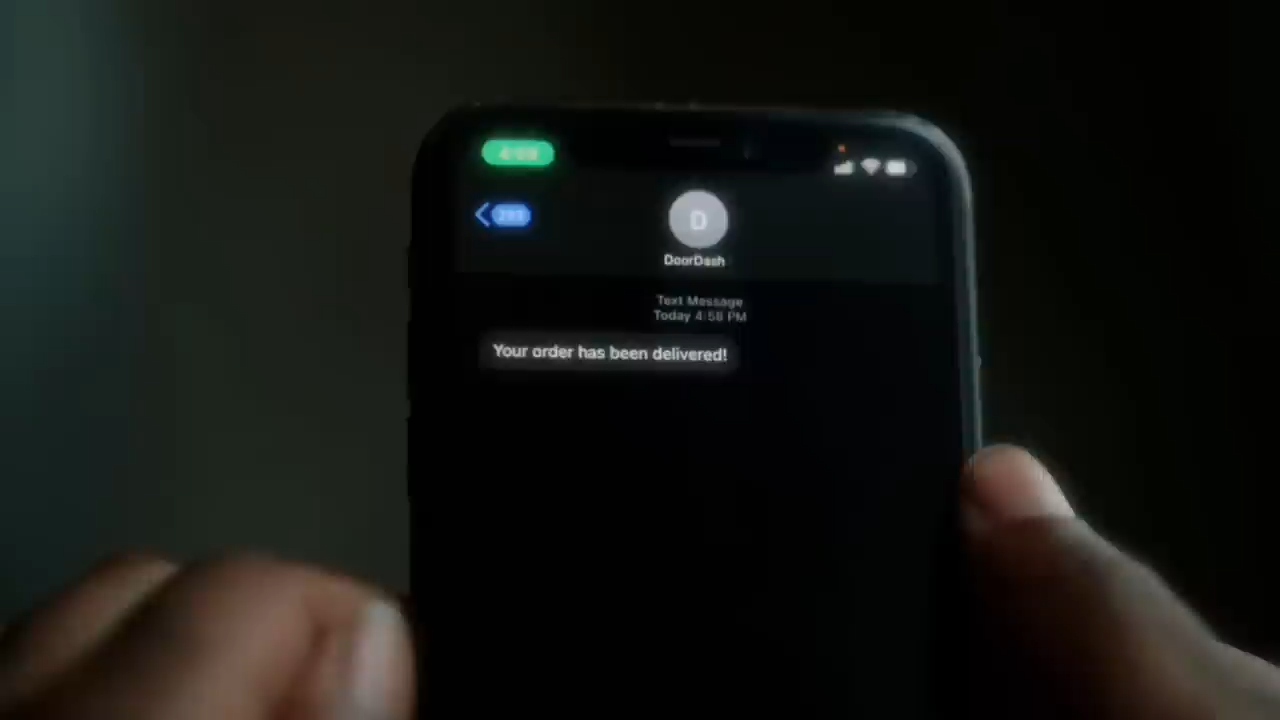 D
DoorDash
Text Message
Today 4:58 PM
Your order has been delivered!